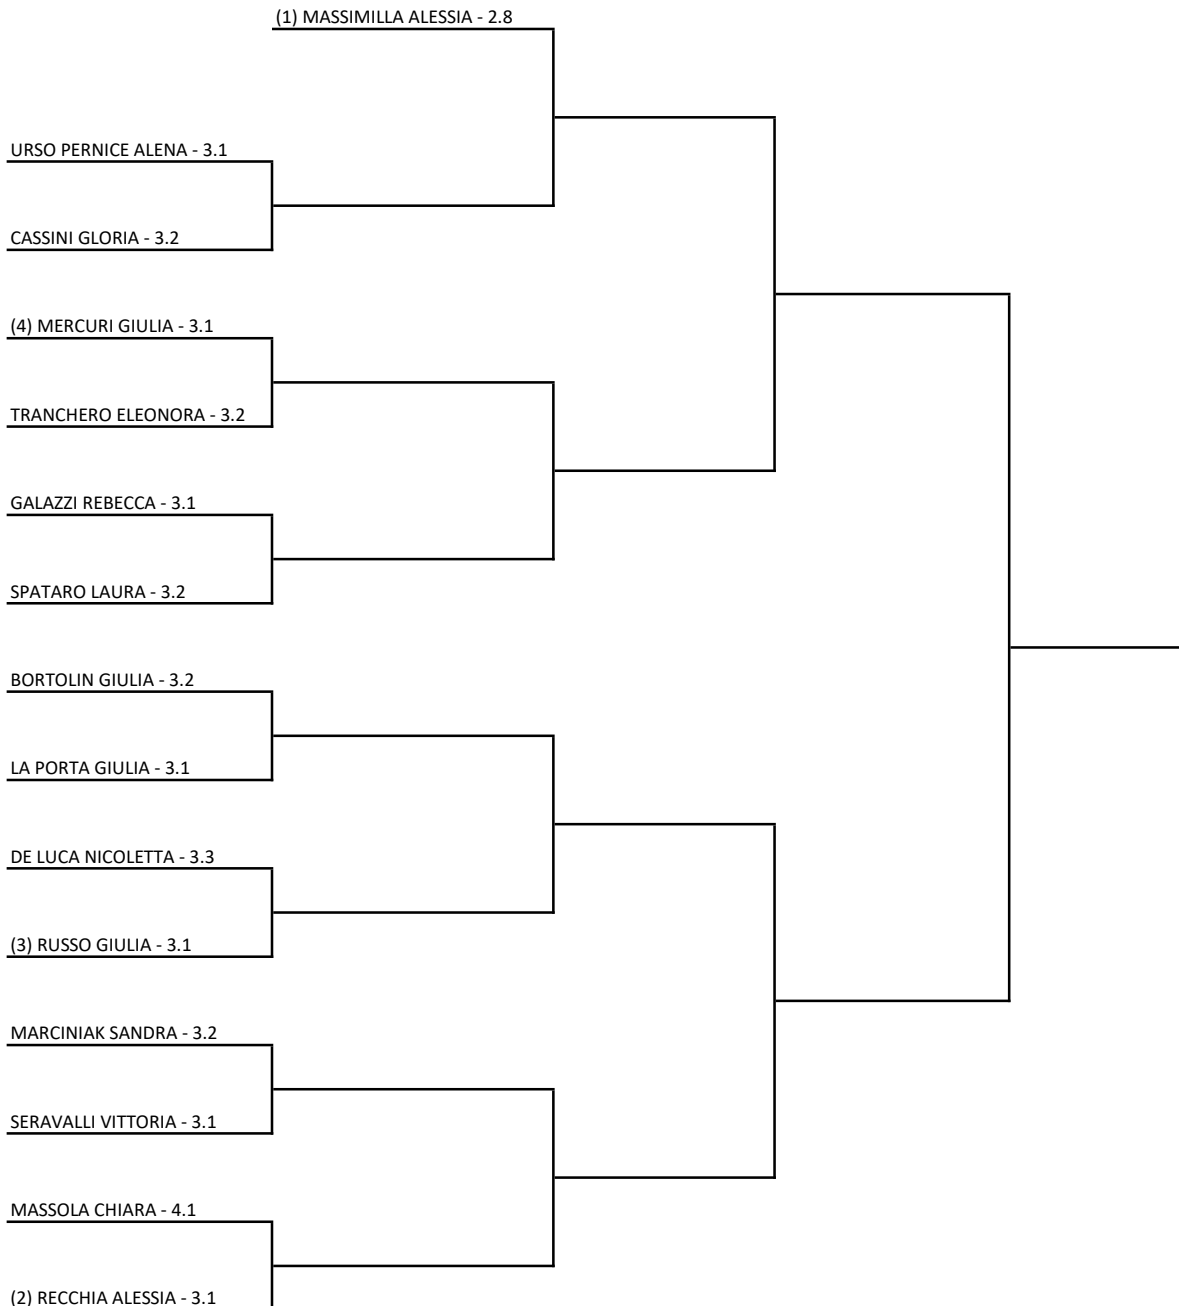 (1) MASSIMILLA ALESSIA - 2.8
URSO PERNICE ALENA - 3.1
CASSINI GLORIA - 3.2
(4) MERCURI GIULIA - 3.1
TRANCHERO ELEONORA - 3.2
GALAZZI REBECCA - 3.1
SPATARO LAURA - 3.2
BORTOLIN GIULIA - 3.2
LA PORTA GIULIA - 3.1
DE LUCA NICOLETTA - 3.3
(3) RUSSO GIULIA - 3.1
MARCINIAK SANDRA - 3.2
SERAVALLI VITTORIA - 3.1
MASSOLA CHIARA - 4.1
(2) RECCHIA ALESSIA - 3.1